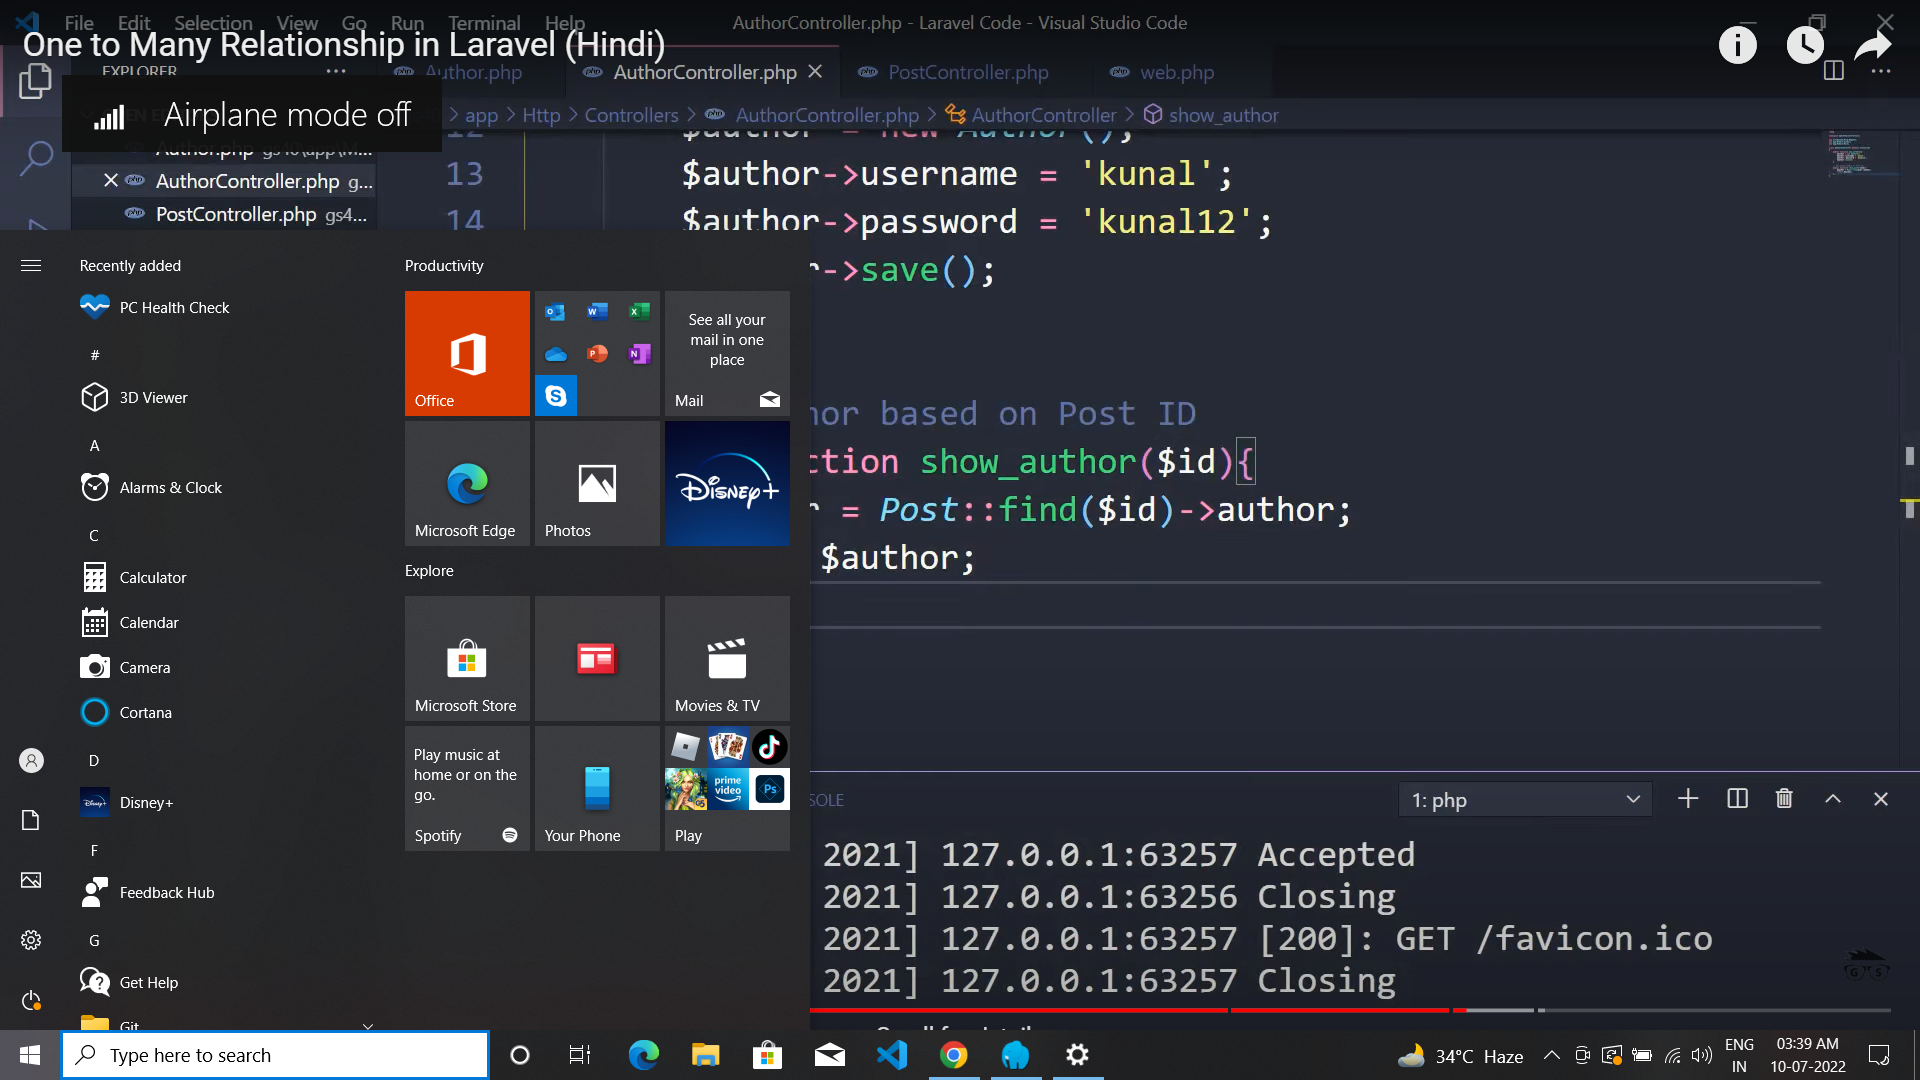 File Edit Selection View Go Run Terminal Help
AuthorController.php - Laravel Code - Visual Studio Code
One to Many Relationship in Laravel (Hindi)
EXPLORER
Author.php
AuthorController.php
PostController.php
web.php
Airplane mode off
app > Http > Controllers > AuthorController.php > AuthorController > show_author
Author.php gs40\app\M...
AuthorController.php g...
PostController.php gs4...
$author = new Author();
13 $author->username = 'kunal';
14 $author->password = 'kunal12';
r->save();
hor based on Post ID
ction show_author($id){
r = Post::find($id)->author;
$author;
Recently added
PC Health Check
#
3D Viewer
A
Alarms & Clock
C
Calculator
Calendar
Camera
Cortana
D
Disney+
F
Feedback Hub
G
Get Help
Git
Productivity
Office
See all your
mail in one
place
Mail
Microsoft Edge
Photos
Disney+
Explore
Microsoft Store
Movies & TV
Play music at
home or on the
go.
Spotify
Your Phone
prime
video
Ps
Play
SOLE
1: php
2021] 127.0.0.1:63257 Accepted
2021] 127.0.0.1:63256 Closing
2021] 127.0.0.1:63257 [200]: GET /favicon.ico
2021] 127.0.0.1:63257 Closing
Type here to search
34°C Haze
ENG
IN
03:39 AM
10-07-2022